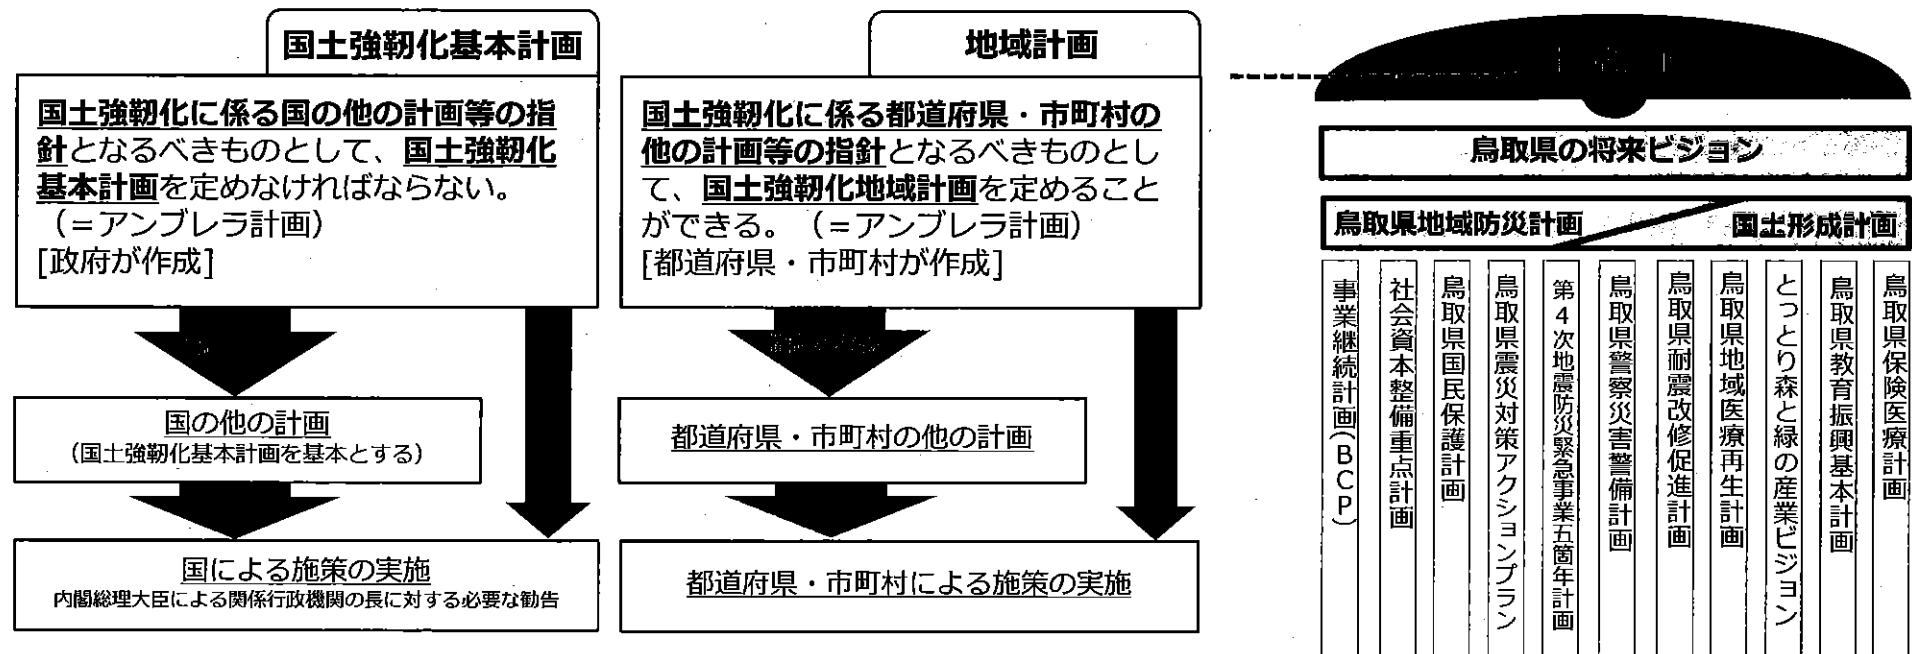 国土強靭化基本計画
国土強靭化に係る国の他の計画等の指
針となるべきものとして、国土強靭化
基本計画を定めなければならない。
（＝アンブレラ計画）
[政府が作成]
国の他の計画
（国土強靭化基本計画を基本とする）
国による施策の実施
内閣総理大臣による関係行政機関の長に対する必要な勧告
地域計画
国土強靭化に係る都道府県・市町村の
他の計画等の指針となるべきものとし
て、国土強靭化地域計画を定めること
ができる。（＝アンブレラ計画）
[都道府県・市町村が作成]
都道府県・市町村の他の計画
都道府県・市町村による施策の実施
鳥取県の将来ビジョン
鳥取県地域防災計画
国土形成計画
事業継続計画(BCP)
社会資本整備重点計画
鳥取県国民保護計画
鳥取県震災対策アクションプラン
第4次地震防災緊急事業五箇年計画
鳥取県警察災害警備計画
鳥取県耐震改修促進計画
鳥取県地域医療再生計画
とっとり森と緑の産業ビジョン
鳥取県教育振興基本計画
鳥取県保険医療計画